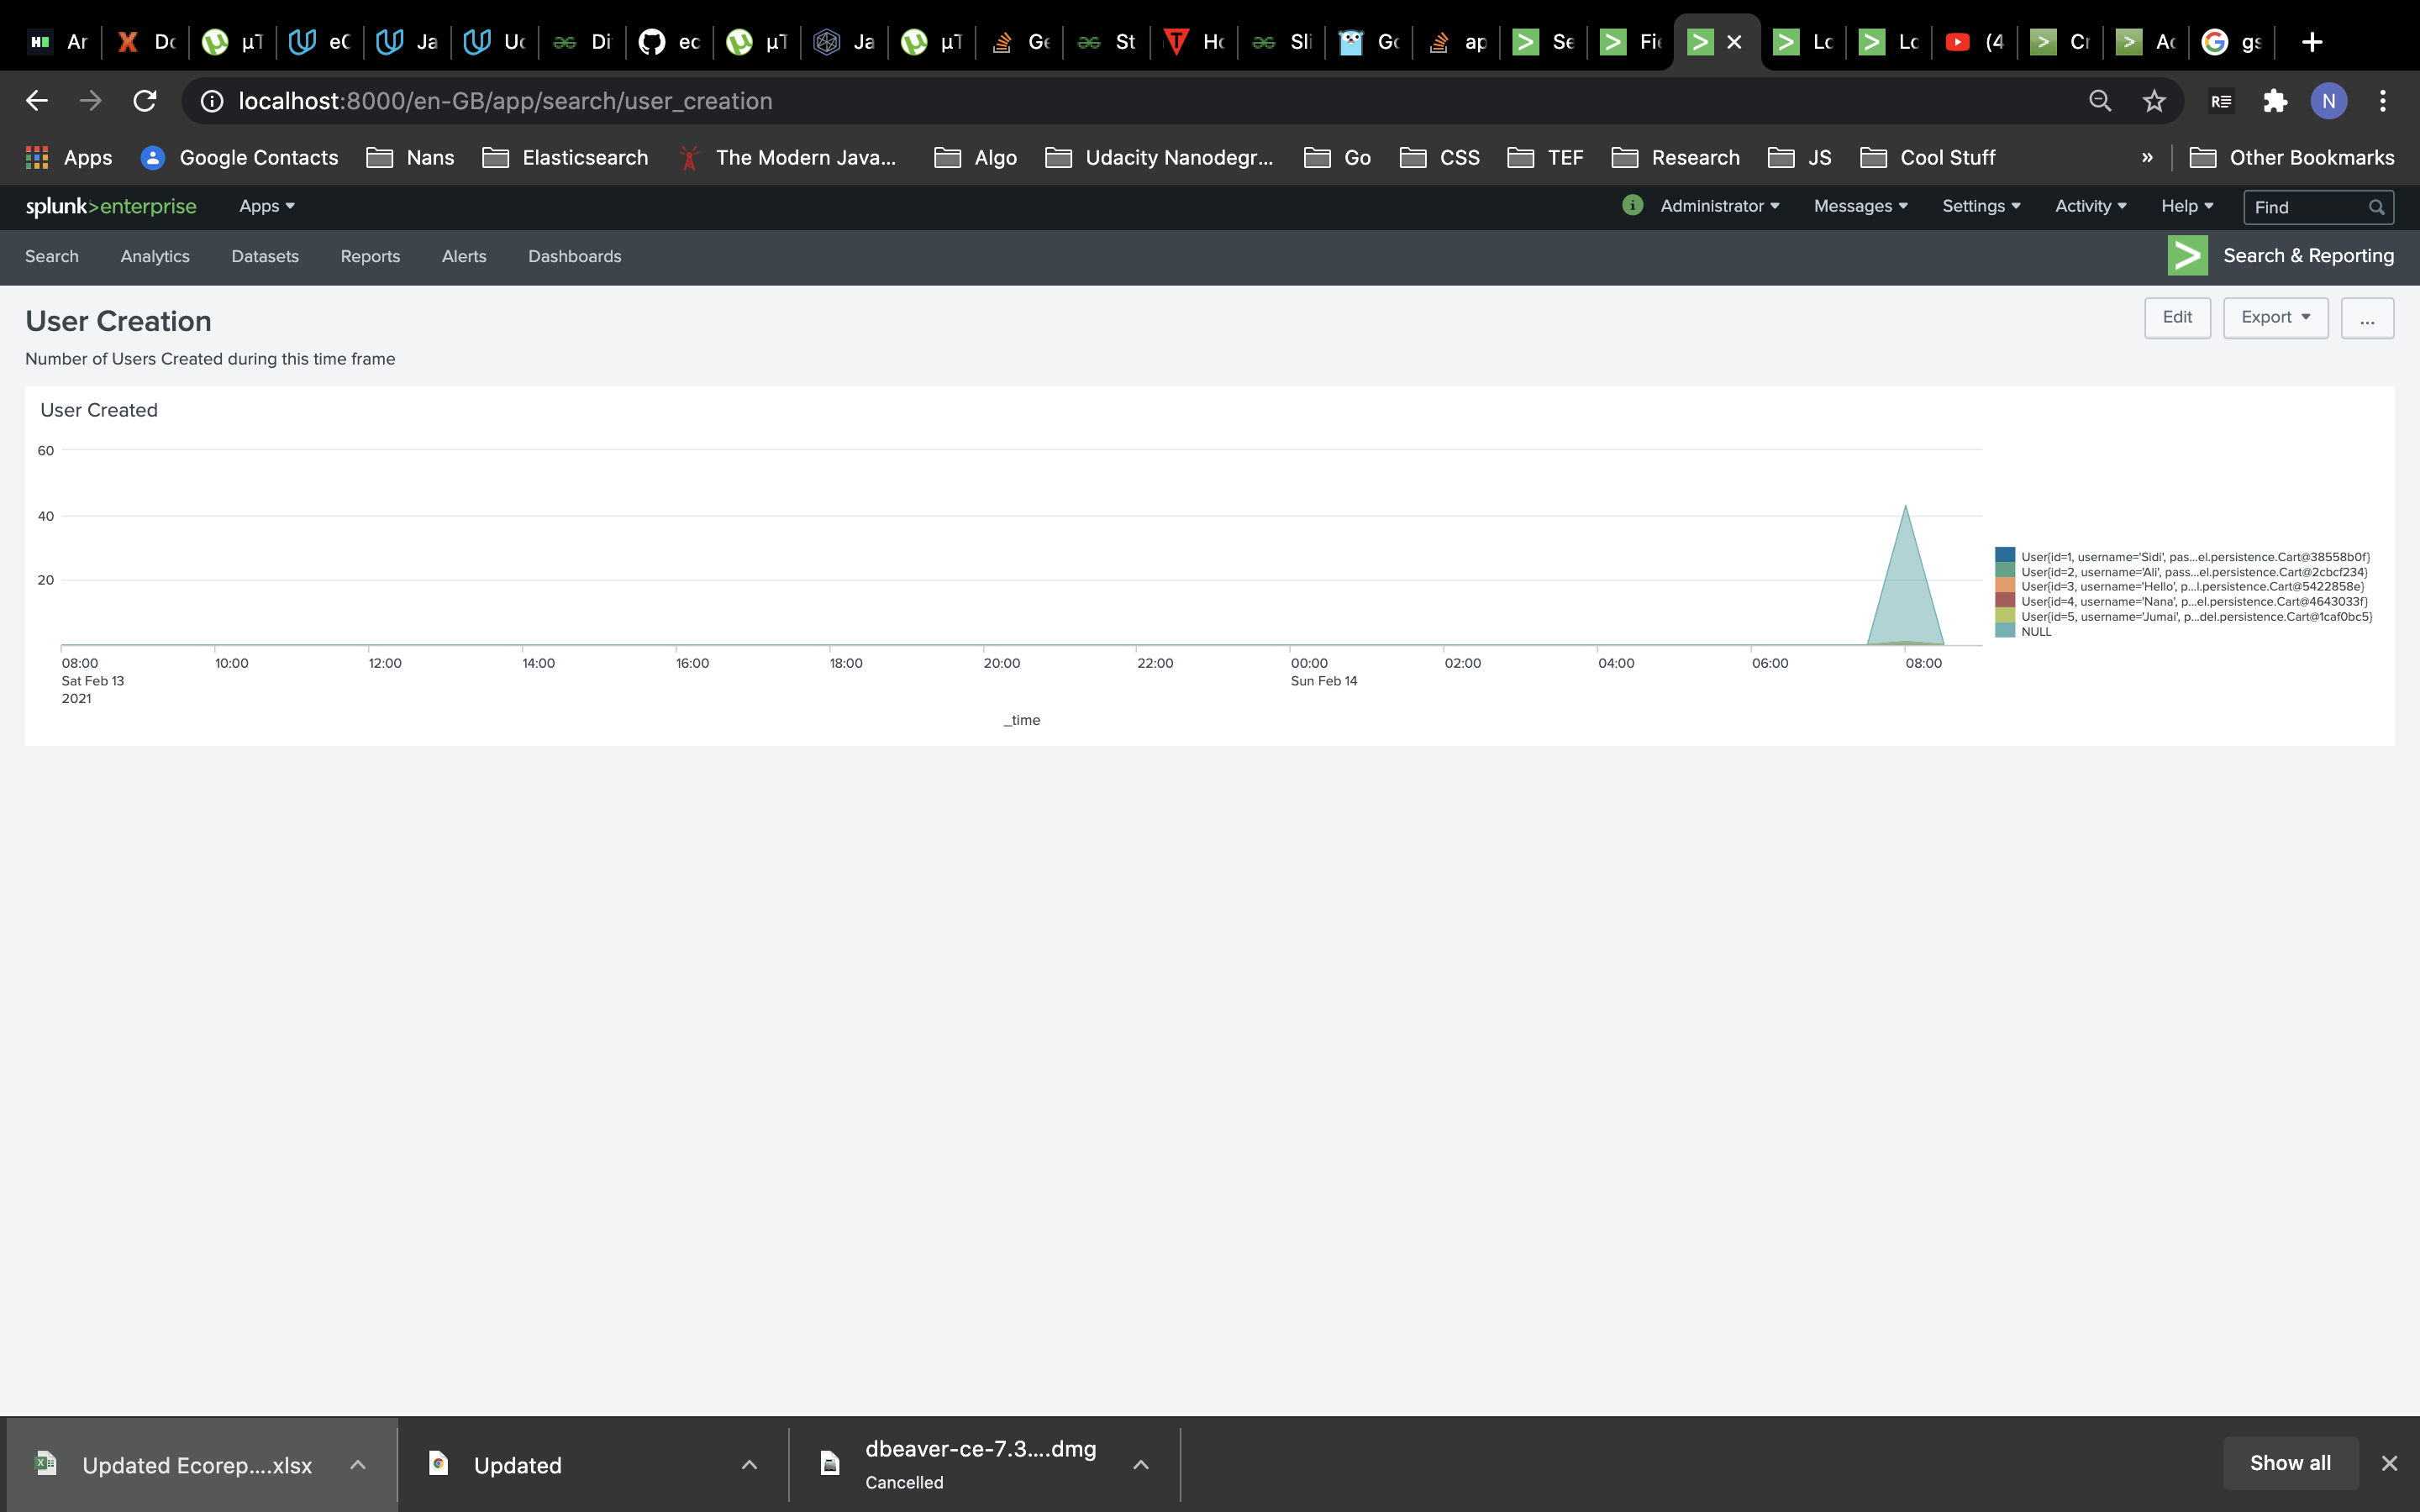 Ar Do µT eC Ja Uc Di ec µT Ja µT Ge St Ho Sli Go ap Se Fie Lo Lo (4 Cr Ad gs
localhost:8000/en-GB/app/search/user_creation R N
Apps Google Contacts Nans Elasticsearch The Modern Java... Algo Udacity Nanodegr... Go CSS TEF Research JS Cool Stuff » Other Bookmarks
splunk>enterprise Apps i Administrator Messages Settings Activity Help Find
Search Analytics Datasets Reports Alerts Dashboards Search & Reporting
User Creation Edit Export ...
Number of Users Created during this time frame
User Created
60
40
20
User{id=1, username='Sidi', pas...el.persistence.Cart@38558b0f}
User{id=2, username='Ali', pass...el.persistence.Cart@2cbcf234}
User{id=3, username='Hello', p...l.persistence.Cart@5422858e}
User{id=4, username='Nana', p...el.persistence.Cart@4643033f}
User{id=5, username='Jumai', p...del.persistence.Cart@1caf0bc5}
NULL
08:00 10:00 12:00 14:00 16:00 18:00 20:00 22:00 00:00 02:00 04:00 06:00 08:00
Sat Feb 13 Sun Feb 14
2021
_time
Updated Ecorep....xlsx Updated dbeaver-ce-7.3....dmg Show all
Cancelled